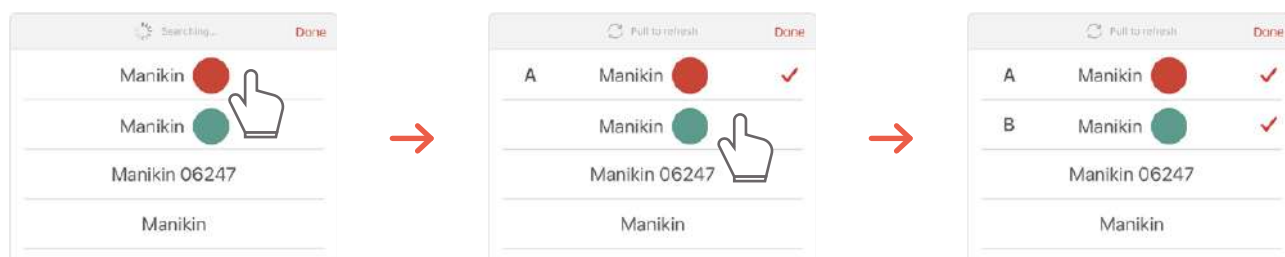 Searching... Done
Manikin
Manikin
Manikin 06247
Manikin
Pull to refresh Done
A Manikin ✓
Manikin
Manikin 06247
Manikin
Pull to refresh Done
A Manikin ✓
B Manikin ✓
Manikin 06247
Manikin